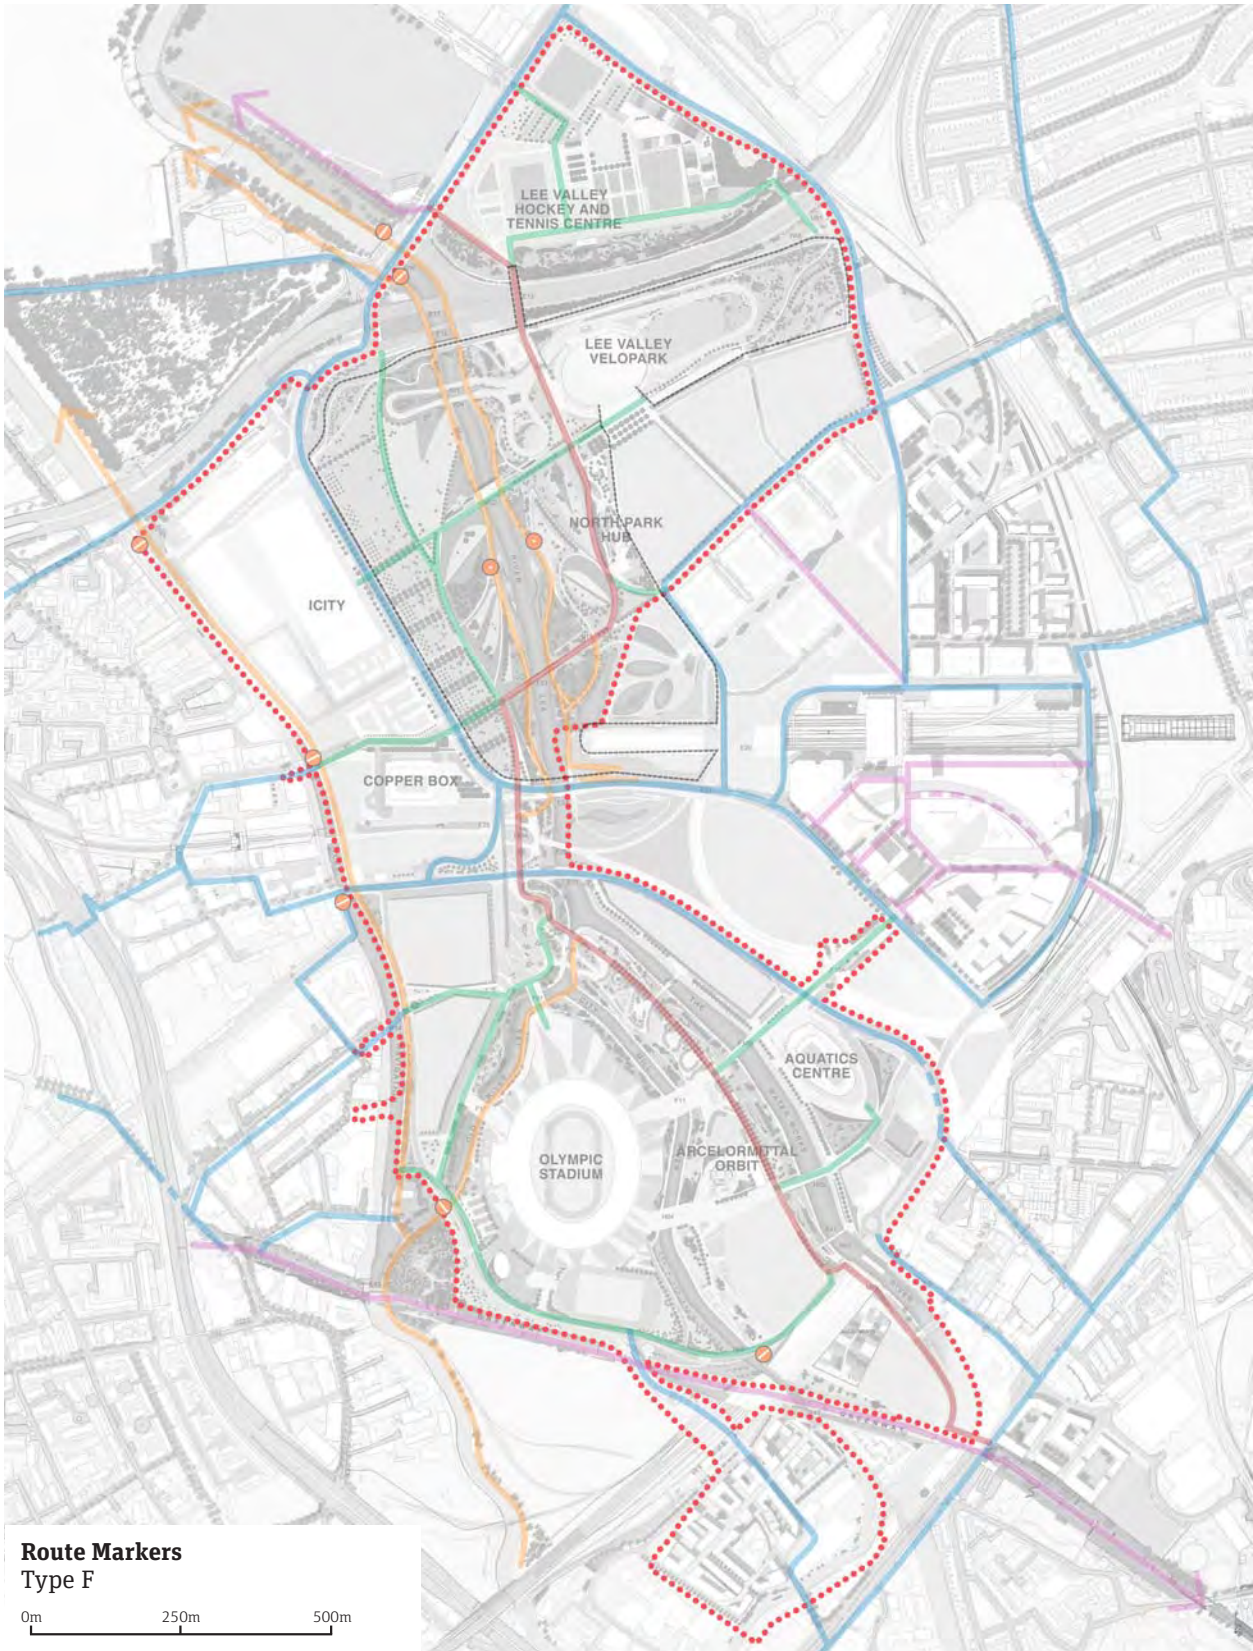 LEE VALLEY
HOCKEY AND
TENNIS CENTRE
LEE VALLEY
VELOPARK
NORTH PARK
HUB
ICITY
COPPER BOX
AQUATICS
CENTRE
OLYMPIC
STADIUM
ARCELORMITTAL
ORBIT
Route Markers
Type F
0m 250m 500m